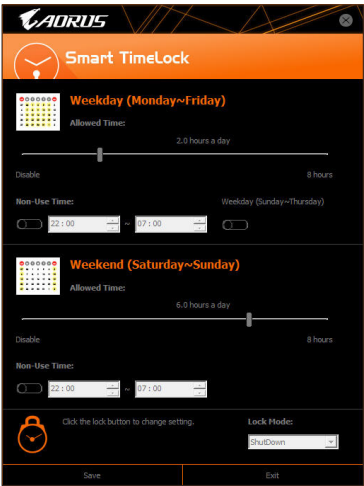 AORUS
Smart TimeLock
Weekday (Monday~Friday)
Allowed Time:
2.0 hours a day
Disable 8 hours
Non-Use Time: Weekday (Sunday~Thursday)
22 : 00 ~ 07 : 00
Weekend (Saturday~Sunday)
Allowed Time:
6.0 hours a day
Disable 8 hours
Non-Use Time:
22 : 00 ~ 07 : 00
Click the lock button to change setting. Lock Mode:
ShutDown
Save Exit